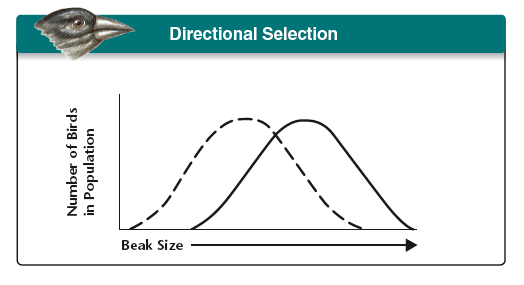 Directional Selection
Number of Birds
in Population
Beak Size